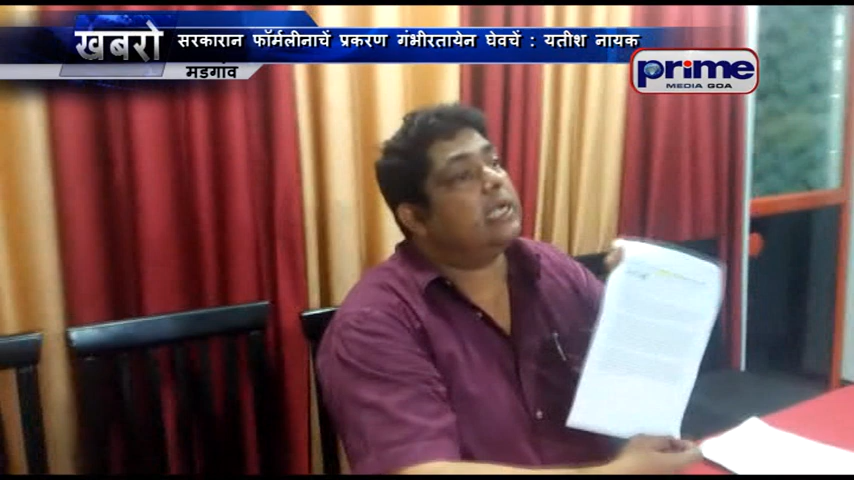 खबरो
सरकारान फॉर्मलीनाचें प्रकरण गंभीरतायेन घेवचें : यतीश नायक
मडगांव
prime
MEDIA GOA